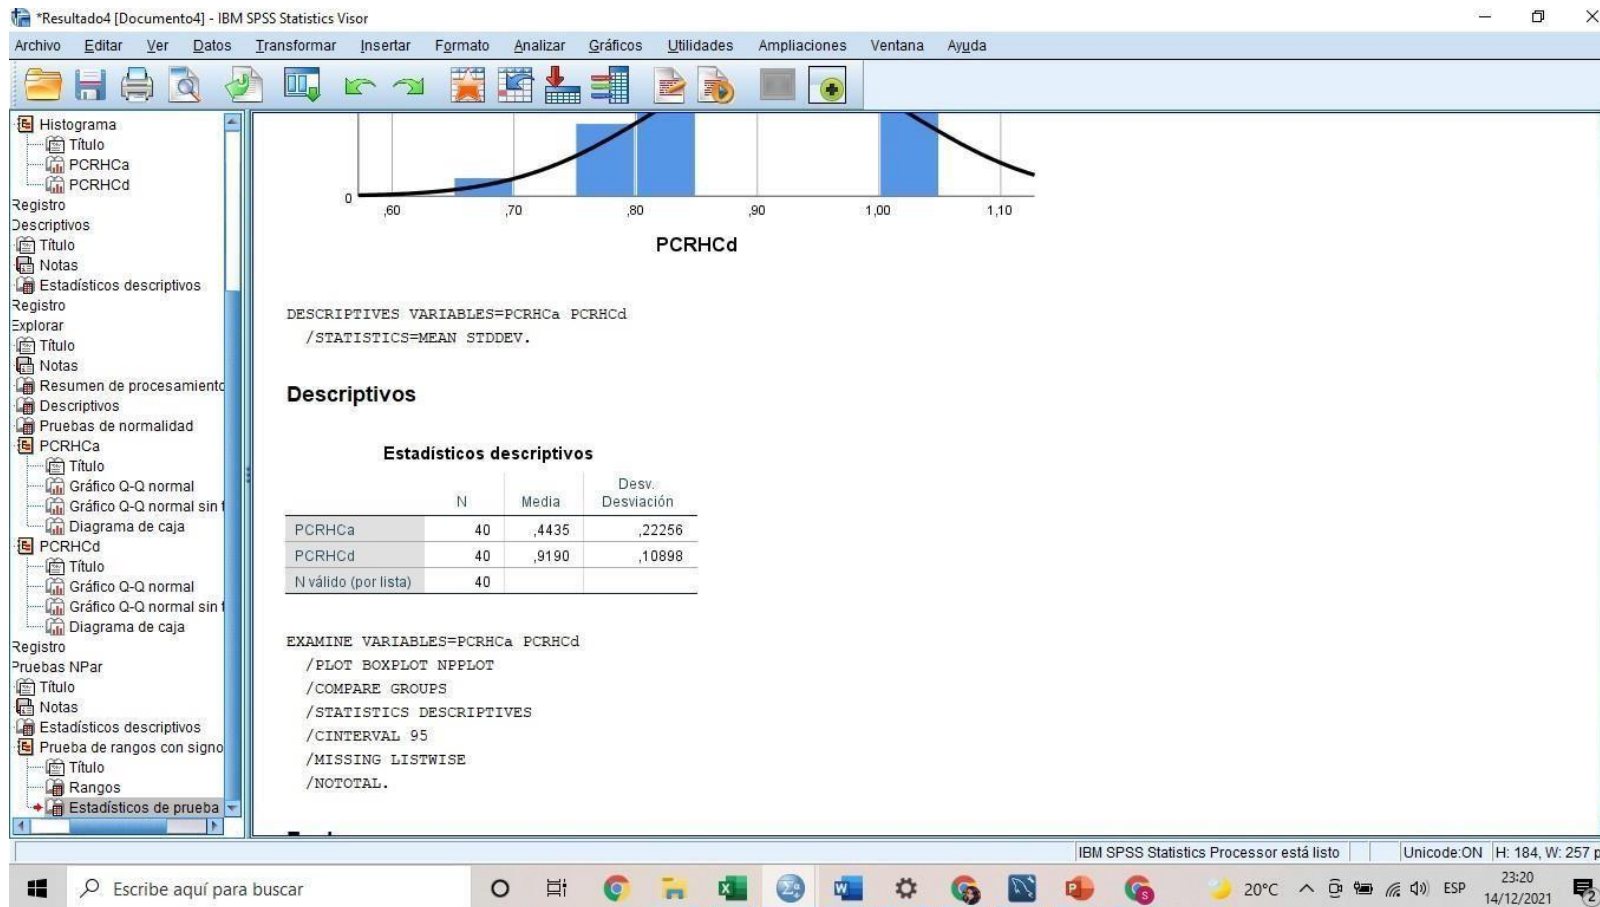 *Resultado4 [Documento4] - IBM SPSS Statistics Visor
Archivo Editar Ver Datos Transformar Insertar Formato Analizar Gráficos Utilidades Ampliaciones Ventana Ayuda
Histograma
Título
PCRHCa
PCRHCd
Registro
Descriptivos
Título
Notas
Estadísticos descriptivos
Registro
Explorar
Título
Notas
Resumen de procesamiento
Descriptivos
Pruebas de normalidad
PCRHCa
Título
Gráfico Q-Q normal
Gráfico Q-Q normal sin t
Diagrama de caja
PCRHCd
Título
Gráfico Q-Q normal
Gráfico Q-Q normal sin t
Diagrama de caja
Registro
Pruebas NPar
Título
Notas
Estadísticos descriptivos
Prueba de rangos con signo
Título
Rangos
Estadísticos de prueba
0
,60 ,70 ,80 ,90 1,00 1,10
PCRHCd
DESCRIPTIVES VARIABLES=PCRHCa PCRHCd
/STATISTICS=MEAN STDDEV.
Descriptivos
Estadísticos descriptivos
N Media Desv. Desviación
PCRHCa 40 ,4435 ,22256
PCRHCd 40 ,9190 ,10898
N válido (por lista) 40
EXAMINE VARIABLES=PCRHCa PCRHCd
/PLOT BOXPLOT NPPLOT
/COMPARE GROUPS
/STATISTICS DESCRIPTIVES
/CINTERVAL 95
/MISSING LISTWISE
/NOTOTAL.
IBM SPSS Statistics Processor está listo Unicode:ON H: 184, W: 257 p
Escribe aquí para buscar
20°C ESP 23:20
14/12/2021
2